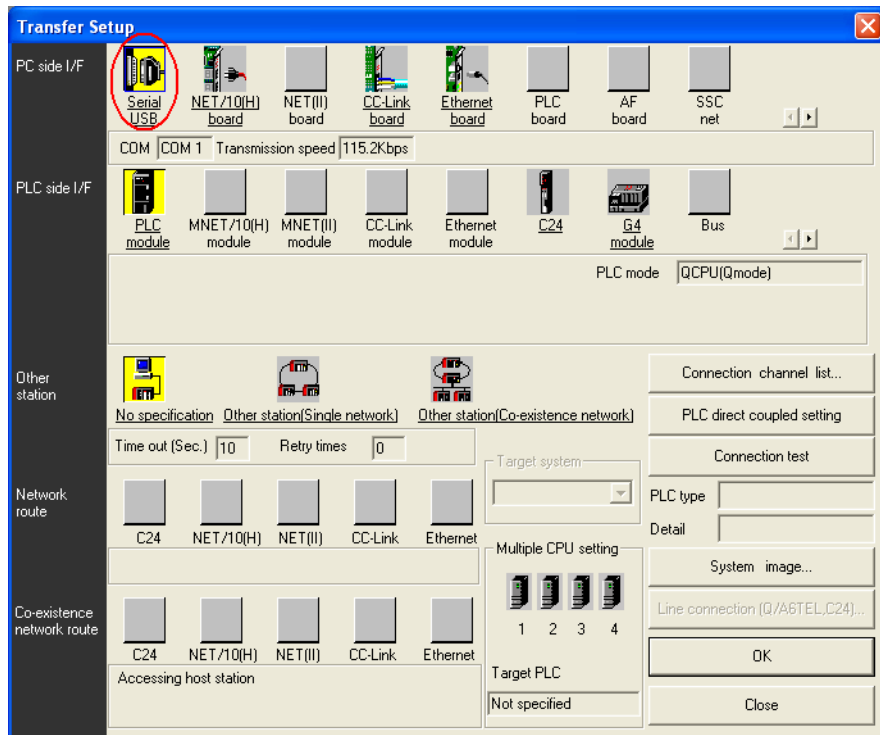 Transfer Setup
PC side I/F
Serial USB
NET/10(H) board
NET(II) board
CC-Link board
Ethernet board
PLC board
AF board
SSC net
COM COM 1 Transmission speed 115.2Kbps
PLC side I/F
PLC module
MNET/10(H) module
MNET(II) module
CC-Link module
Ethernet module
C24
G4 module
Bus
PLC mode QCPU(Qmode)
Other station
No specification Other station(Single network) Other station(Co-existence network)
Time out (Sec.) 10 Retry times 0
Connection channel list...
PLC direct coupled setting
Connection test
PLC type
Detail
System image...
Line connection (Q/A6TEL,C24)...
OK
Close
Target system
Network route
C24 NET/10(H) NET(II) CC-Link Ethernet
Multiple CPU setting
1 2 3 4
Target PLC
Not specified
Co-existence network route
C24 NET/10(H) NET(II) CC-Link Ethernet
Accessing host station